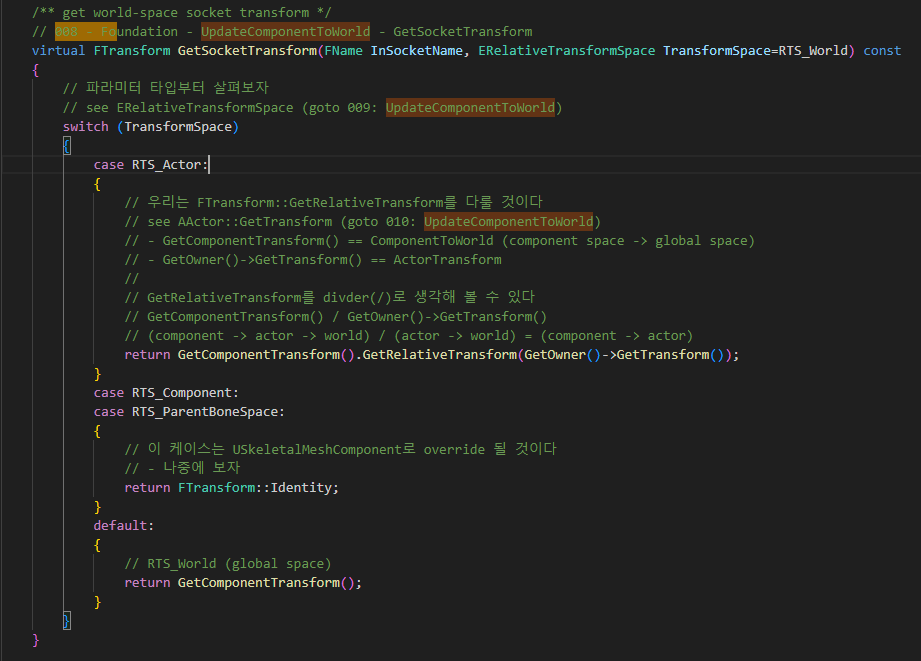 /** get world-space socket transform */
// 008 - Foundation - UpdateComponentToWorld - GetSocketTransform
virtual FTransform GetSocketTransform(FName InSocketName, ERelativeTransformSpace TransformSpace=RTS_World) const
{
// 파라미터 타입부터 살펴보자
// see ERelativeTransformSpace (goto 009: UpdateComponentToWorld)
switch (TransformSpace)
{
case RTS_Actor:
{
// 우리는 FTransform::GetRelativeTransform를 다룰 것이다
// see AActor::GetTransform (goto 010: UpdateComponentToWorld)
// - GetComponentTransform() == ComponentToWorld (component space -> global space)
// - GetOwner()->GetTransform() == ActorTransform
//
// GetRelativeTransform를 divder(/)로 생각해 볼 수 있다
// GetComponentTransform() / GetOwner()->GetTransform()
// (component -> actor -> world) / (actor -> world) = (component -> actor)
return GetComponentTransform().GetRelativeTransform(GetOwner()->GetTransform());
}
case RTS_Component:
case RTS_ParentBoneSpace:
{
// 이 케이스는 USkeletalMeshComponent로 override 될 것이다
// - 나중에 보자
return FTransform::Identity;
}
default:
{
// RTS_World (global space)
return GetComponentTransform();
}
}
}